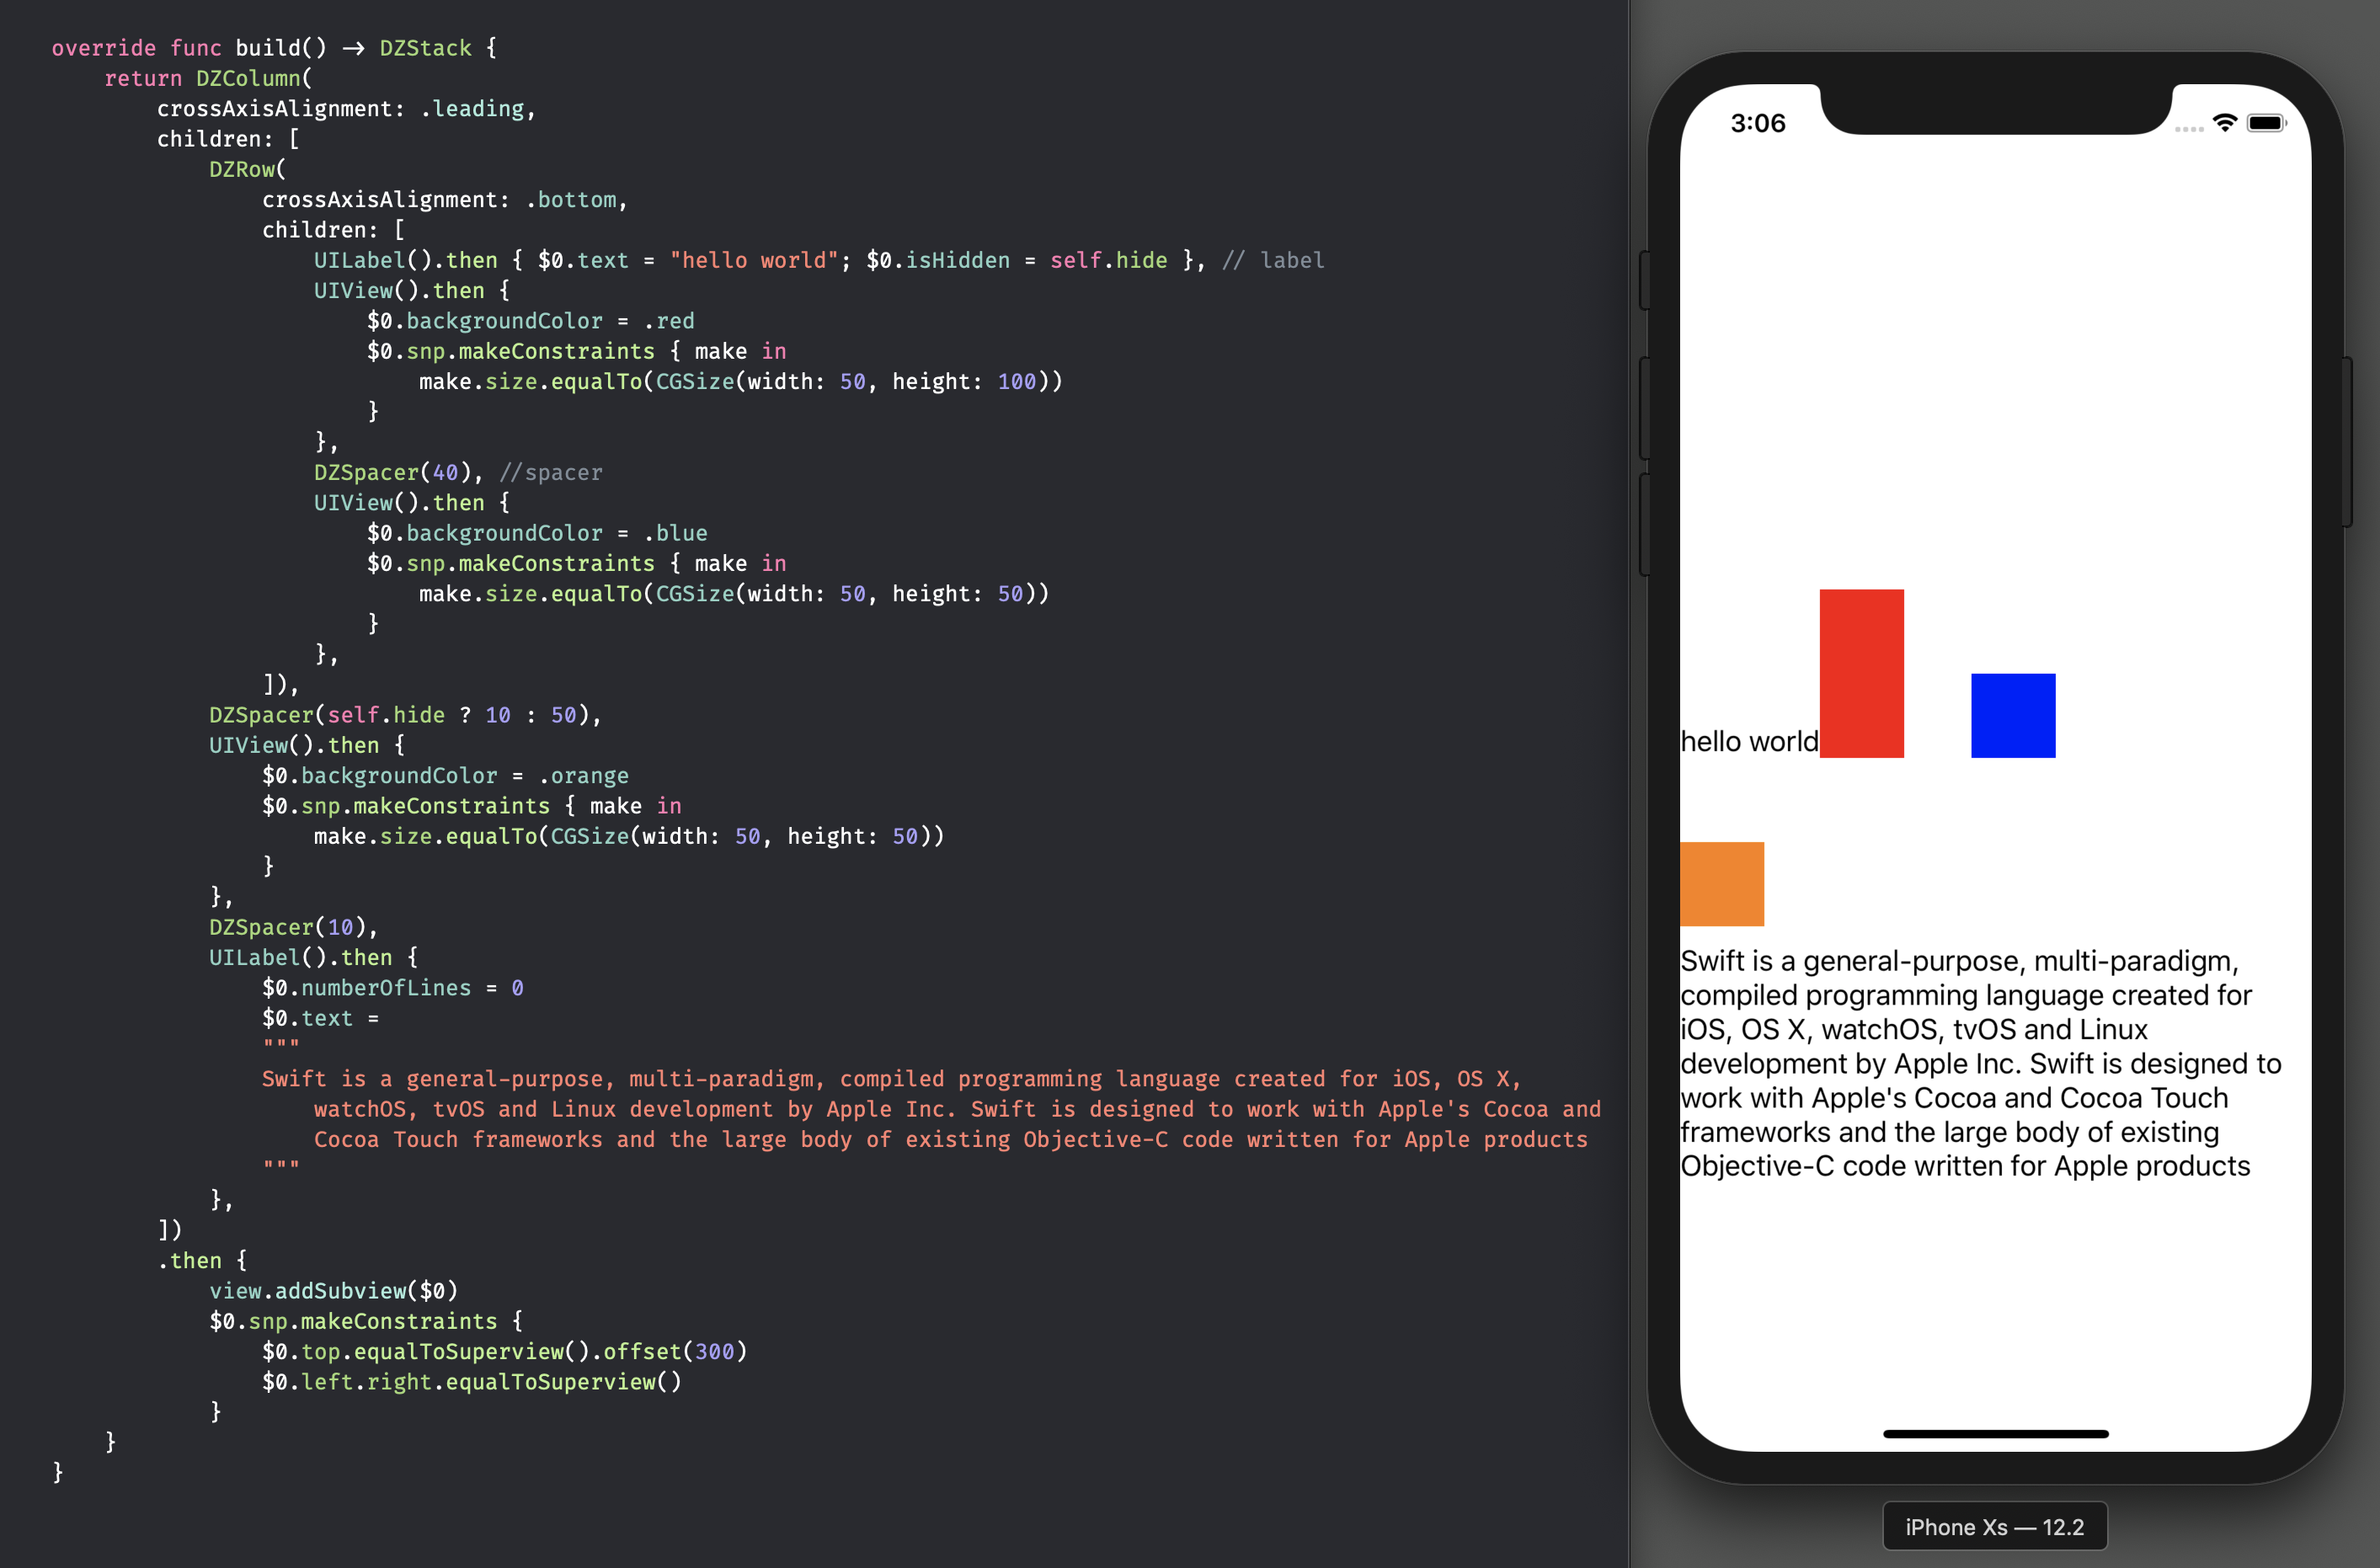 override func build() -> DZStack {
    return DZColumn(
        crossAxisAlignment: .leading,
        children: [
            DZRow(
                crossAxisAlignment: .bottom,
                children: [
                    UILabel().then { $0.text = "hello world"; $0.isHidden = self.hide }, // label
                    UIView().then {
                        $0.backgroundColor = .red
                        $0.snp.makeConstraints { make in
                            make.size.equalTo(CGSize(width: 50, height: 100))
                        }
                    },
                    DZSpacer(40), //spacer
                    UIView().then {
                        $0.backgroundColor = .blue
                        $0.snp.makeConstraints { make in
                            make.size.equalTo(CGSize(width: 50, height: 50))
                        }
                    },
                ]),
            DZSpacer(self.hide ? 10 : 50),
            UIView().then {
                $0.backgroundColor = .orange
                $0.snp.makeConstraints { make in
                    make.size.equalTo(CGSize(width: 50, height: 50))
                }
            },
            DZSpacer(10),
            UILabel().then {
                $0.numberOfLines = 0
                $0.text =
                """
                Swift is a general-purpose, multi-paradigm, compiled programming language created for iOS, OS X,
                    watchOS, tvOS and Linux development by Apple Inc. Swift is designed to work with Apple's Cocoa and
                    Cocoa Touch frameworks and the large body of existing Objective-C code written for Apple products
                """
            },
        ])
        .then {
            view.addSubview($0)
            $0.snp.makeConstraints {
                $0.top.equalToSuperview().offset(300)
                $0.left.right.equalToSuperview()
            }
    }
}
3:06
hello world
Swift is a general-purpose, multi-paradigm,
compiled programming language created for
iOS, OS X, watchOS, tvOS and Linux
development by Apple Inc. Swift is designed to
work with Apple's Cocoa and Cocoa Touch
frameworks and the large body of existing
Objective-C code written for Apple products
iPhone Xs — 12.2